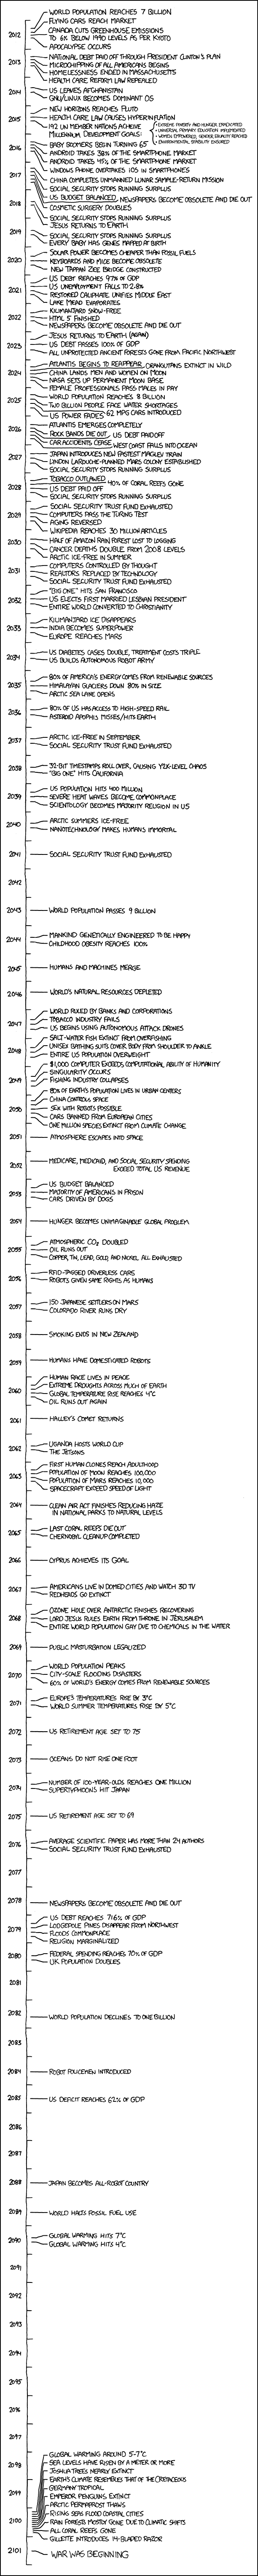 WORLD POPULATION REACHES 7 BILLION
FLYING CARS REACH MARKET
2012
CANADA CUTS GREENHOUSE EMISSIONS
TO 6% BELOW 1990 LEVELS AS PER KYOTO
APOCALYPSE OCCURS
NATIONAL DEBT PAID OFF THROUGH PRESIDENT CLINTON'S PLAN
2013
MICROCHIPPING OF ALL AMERICANS BEGINS
HOMELESSNESS ENDED IN MASSACHUSETTS
HEALTH CARE REFORM LAW REPEALED
2014
US LEAVES AFGHANISTAN
GNU/LINUX BECOMES DOMINANT OS
NEW HORIZONS REACHES PLUTO
2015
HEALTH CARE LAW CAUSES HYPERINFLATION
192 UN MEMBER NATIONS ACHIEVE
MILLENNIUM DEVELOPMENT GOALS:
• EXTREME POVERTY AND HUNGER ERADICATED
• UNIVERSAL PRIMARY EDUCATION IMPLEMENTED
• WOMEN EMPOWERED, GENDER EQUALITY REACHED
• ENVIRONMENTAL STABILITY ENSURED
2016
BABY BOOMERS BEGIN TURNING 65
ANDROID TAKES 38% OF THE SMARTPHONE MARKET
ANDROID TAKES 45% OF THE SMARTPHONE MARKET
WINDOWS PHONE OVERTAKES IOS IN SMARTPHONES
2017
CHINA COMPLETES UNMANNED LUNAR SAMPLE-RETURN MISSION
SOCIAL SECURITY STOPS RUNNING SURPLUS
US BUDGET BALANCED
NEWSPAPERS BECOME OBSOLETE AND DIE OUT
2018
COSMETIC SURGERY DOUBLES
SOCIAL SECURITY STOPS RUNNING SURPLUS
JESUS RETURNS TO EARTH
2019
SOCIAL SECURITY STOPS RUNNING SURPLUS
EVERY BABY HAS GENES MAPPED AT BIRTH
SOLAR POWER BECOMES CHEAPER THAN FOSSIL FUELS
2020
KEYBOARDS AND MICE BECOME OBSOLETE
NEW TAPPAN ZEE BRIDGE CONSTRUCTED
US DEBT REACHES 97% OF GDP
US UNEMPLOYMENT FALLS TO 2.8%
2021
RESTORED CALIPHATE UNIFIES MIDDLE EAST
LAKE MEAD EVAPORATES
KILIMANJARO SNOW-FREE
2022
HTML 5 FINISHED
NEWSPAPERS BECOME OBSOLETE AND DIE OUT
JESUS RETURNS TO EARTH (AGAIN)
2023
US DEBT PASSES 100% OF GDP
ALL UNPROTECTED ANCIENT FORESTS GONE FROM PACIFIC NORTHWEST
ATLANTIS BEGINS TO REAPPEAR
ORANGUTANS EXTINCT IN WILD
2024
CHINA LANDS MEN AND WOMEN ON MOON
NASA SETS UP PERMANENT MOON BASE
FEMALE PROFESSIONALS PASS MALES IN PAY
WORLD POPULATION REACHES 8 BILLION
2025
TWO BILLION PEOPLE FACE WATER SHORTAGES
US POWER FADES
62 MPG CARS INTRODUCED
ATLANTIS EMERGES COMPLETELY
2026
ROCK BANDS DIE OUT
US DEBT PAID OFF
CAR ACCIDENTS CEASE
WEST COAST FALLS INTO OCEAN
2027
JAPAN INTRODUCES NEW FASTEST MAGLEV TRAIN
LONDON LAROUCHE-PLANNED MARS COLONY ESTABLISHED
SOCIAL SECURITY STOPS RUNNING SURPLUS
TOBACCO OUTLAWED
40% OF CORAL REEFS GONE
2028
US DEBT PAID OFF
SOCIAL SECURITY STOPS RUNNING SURPLUS
SOCIAL SECURITY TRUST FUND EXHAUSTED
2029
COMPUTERS PASS THE TURING TEST
AGING REVERSED
WIKIPEDIA REACHES 30 MILLION ARTICLES
2030
HALF OF AMAZON RAIN FOREST LOST TO LOGGING
CANCER DEATHS DOUBLE FROM 2008 LEVELS
ARCTIC ICE-FREE IN SUMMER
2031
COMPUTERS CONTROLLED BY THOUGHT
REALTORS REPLACED BY TECHNOLOGY
SOCIAL SECURITY TRUST FUND EXHAUSTED
"BIG ONE" HITS SAN FRANCISCO
2032
US ELECTS FIRST MARRIED LESBIAN PRESIDENT
ENTIRE WORLD CONVERTED TO CHRISTIANITY
KILIMANJARO ICE DISAPPEARS
2033
INDIA BECOMES SUPERPOWER
EUROPE REACHES MARS
2034
US DIABETES CASES DOUBLE, TREATMENT COSTS TRIPLE
US BUILDS AUTONOMOUS ROBOT ARMY
80% OF AMERICA'S ENERGY COMES FROM RENEWABLE SOURCES
2035
HIMALAYAN GLACIERS DOWN 80% IN SIZE
ARCTIC SEA LANE OPENS
2036
80% OF US HAS ACCESS TO HIGH-SPEED RAIL
ASTEROID APOPHIS MISSES/HITS EARTH
2037
ARCTIC ICE-FREE IN SEPTEMBER
SOCIAL SECURITY TRUST FUND EXHAUSTED
2038
32-BIT TIMESTAMPS ROLL OVER, CAUSING Y2K-LEVEL CHAOS
"BIG ONE" HITS CALIFORNIA
US POPULATION HITS 400 MILLION
2039
SEVERE HEAT WAVES BECOME COMMONPLACE
SCIENTOLOGY BECOMES MAJORITY RELIGION IN US
2040
ARCTIC SUMMERS ICE-FREE
NANOTECHNOLOGY MAKES HUMANS IMMORTAL
2041
SOCIAL SECURITY TRUST FUND EXHAUSTED
2042
2043
WORLD POPULATION PASSES 9 BILLION
2044
MANKIND GENETICALLY ENGINEERED TO BE HAPPY
CHILDHOOD OBESITY REACHES 100%
2045
HUMANS AND MACHINES MERGE
2046
WORLD'S NATURAL RESOURCES DEPLETED
WORLD RULED BY BANKS AND CORPORATIONS
2047
TOBACCO INDUSTRY FAILS
US BEGINS USING AUTONOMOUS ATTACK DRONES
SALT-WATER FISH EXTINCT FROM OVERFISHING
2048
UNISEX BATHING SUITS COVER BODY FROM SHOULDER TO ANKLE
ENTIRE US POPULATION OVERWEIGHT
$1,000 COMPUTER EXCEEDS COMPUTATIONAL ABILITY OF HUMANITY
SINGULARITY OCCURS
2049
FISHING INDUSTRY COLLAPSES
80% OF EARTH'S POPULATION LIVES IN URBAN CENTERS
CHINA CONTROLS SPACE
2050
SEX WITH ROBOTS POSSIBLE
CARS BANNED FROM EUROPEAN CITIES
ONE MILLION SPECIES EXTINCT FROM CLIMATE CHANGE
2051
ATMOSPHERE ESCAPES INTO SPACE
2052
MEDICARE, MEDICAID, AND SOCIAL SECURITY SPENDING
EXCEED TOTAL US REVENUE
US BUDGET BALANCED
2053
MAJORITY OF AMERICANS IN PRISON
CARS DRIVEN BY DOGS
2054
HUNGER BECOMES UNIMAGINABLE GLOBAL PROBLEM
ATMOSPHERIC CO2 DOUBLED
2055
OIL RUNS OUT
COPPER, TIN, LEAD, GOLD, AND NICKEL ALL EXHAUSTED
2056
RFID-TAGGED DRIVERLESS CARS
ROBOTS GIVEN SAME RIGHTS AS HUMANS
2057
150 JAPANESE SETTLERS ON MARS
COLORADO RIVER RUNS DRY
2058
SMOKING ENDS IN NEW ZEALAND
2059
HUMANS HAVE DOMESTICATED ROBOTS
HUMAN RACE LIVES IN PEACE
EXTREME DROUGHTS ACROSS MUCH OF EARTH
2060
GLOBAL TEMPERATURE RISE REACHES 4°C
OIL RUNS OUT AGAIN
2061
HALLEY'S COMET RETURNS
2062
UGANDA HOSTS WORLD CUP
THE JETSONS
FIRST HUMAN CLONES REACH ADULTHOOD
POPULATION OF MOON REACHES 100,000
2063
POPULATION OF MARS REACHES 10,000
SPACECRAFT EXCEED SPEED OF LIGHT
2064
CLEAN AIR ACT FINISHES REDUCING HAZE
IN NATIONAL PARKS TO NATURAL LEVELS
2065
LAST CORAL REEFS DIE OUT
CHERNOBYL CLEANUP COMPLETED
2066
CYPRUS ACHIEVES ITS GOAL
2067
AMERICANS LIVE IN DOMED CITIES AND WATCH 3D TV
REDHEADS GO EXTINCT
OZONE HOLE OVER ANTARCTIC FINISHES RECOVERING
2068
LORD JESUS RULES EARTH FROM THRONE IN JERUSALEM
ENTIRE WORLD POPULATION GAY DUE TO CHEMICALS IN THE WATER
2069
PUBLIC MASTURBATION LEGALIZED
WORLD POPULATION PEAKS
2070
CITY-SCALE FLOODING DISASTERS
60% OF WORLD'S ENERGY COMES FROM RENEWABLE SOURCES
2071
EUROPE'S TEMPERATURES RISE BY 3°C
WORLD SUMMER TEMPERATURES RISE BY 5°C
2072
US RETIREMENT AGE SET TO 75
2073
OCEANS DO NOT RISE ONE FOOT
2074
NUMBER OF 100-YEAR-OLDS REACHES ONE MILLION
SUPERTYPHOONS HIT JAPAN
2075
US RETIREMENT AGE SET TO 69
2076
AVERAGE SCIENTIFIC PAPER HAS MORE THAN 24 AUTHORS
SOCIAL SECURITY TRUST FUND EXHAUSTED
2077
2078
NEWSPAPERS BECOME OBSOLETE AND DIE OUT
US DEBT REACHES 716% OF GDP
LODGEPOLE PINES DISAPPEAR FROM NORTHWEST
2079
FLOODS COMMONPLACE
RELIGION MARGINALIZED
2080
FEDERAL SPENDING REACHES 70% OF GDP
UK POPULATION DOUBLES
2081
2082
WORLD POPULATION DECLINES TO ONE BILLION
2083
2084
ROBOT POLICEMEN INTRODUCED
2085
US DEFICIT REACHES 62% OF GDP
2086
2087
2088
JAPAN BECOMES ALL-ROBOT COUNTRY
2089
WORLD HALTS FOSSIL FUEL USE
2090
GLOBAL WARMING HITS 7°C
GLOBAL WARMING HITS 4°C
2091
2092
2093
2094
2095
2096
2097
2098
GLOBAL WARMING AROUND 5-7°C
SEA LEVELS HAVE RISEN BY A METER OR MORE
JOSHUA TREES NEARLY EXTINCT
EARTH'S CLIMATE RESEMBLES THAT OF THE CRETACEOUS
2099
GERMANY TROPICAL
EMPEROR PENGUINS EXTINCT
ARCTIC PERMAFROST THAWS
RISING SEAS FLOOD COASTAL CITIES
2100
RAIN FORESTS MOSTLY GONE DUE TO CLIMATIC SHIFTS
ALL CORAL REEFS GONE
GILLETTE INTRODUCES 14-BLADED RAZOR
2101
WAR WAS BEGINNING